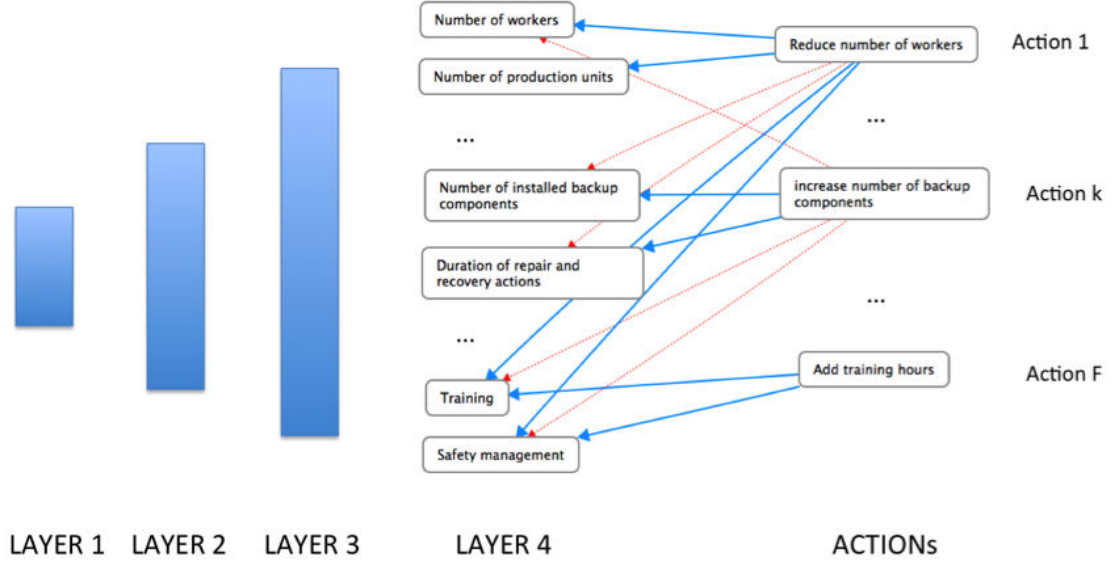 Number of workers
Reduce number of workers
Action 1
Number of production units
...
...
Number of installed backup
components
increase number of backup
components
Action k
Duration of repair and
recovery actions
...
...
Add training hours
Action F
Training
Safety management
LAYER 1
LAYER 2
LAYER 3
LAYER 4
ACTIONs